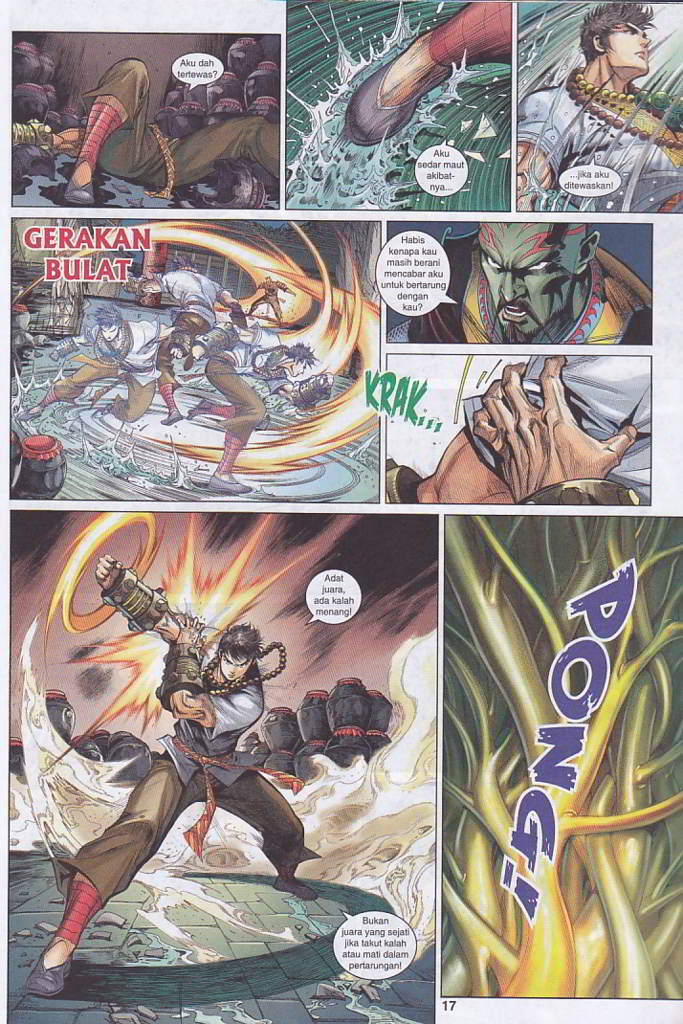 Aku dah
tertewas?
Aku
sedar maut
akibat-
nya...
...jika aku
ditewaskan!
GERAKAN
BULAT
Habis
kenapa kau
masih berani
mencabar aku
untuk bertarung
dengan
kau?
KRAK...
Adat
juara,
ada kalah
menang!
PONG!
Bukan
juara yang sejati
jika takut kalah
atau mati dalam
pertarungan!
17